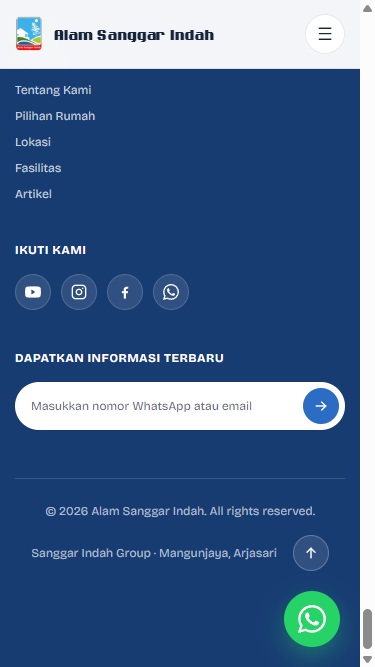 Alam Sanggar Indah
Tentang Kami
Pilihan Rumah
Lokasi
Fasilitas
Artikel
IKUTI KAMI
DAPATKAN INFORMASI TERBARU
Masukkan nomor WhatsApp atau email
© 2026 Alam Sanggar Indah. All rights reserved.
Sanggar Indah Group · Mangunjaya, Arjasari